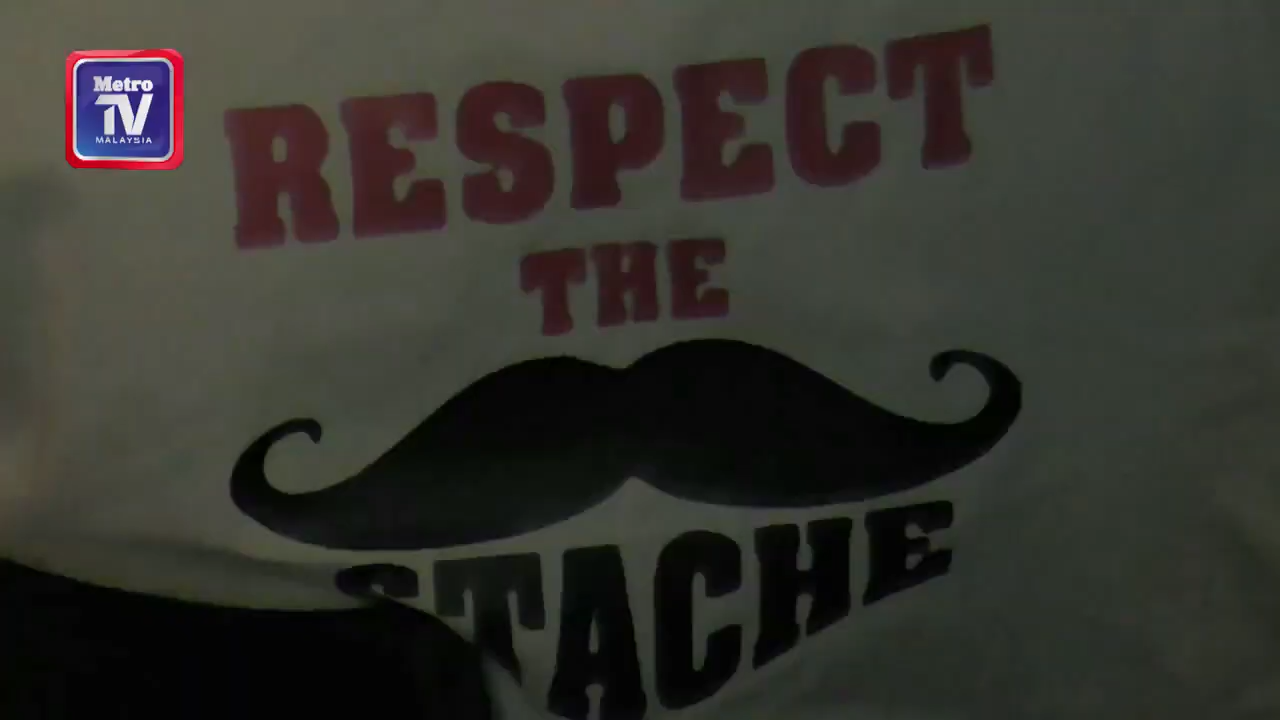 Metro
TV
MALAYSIA
RESPECT
THE
STACHE